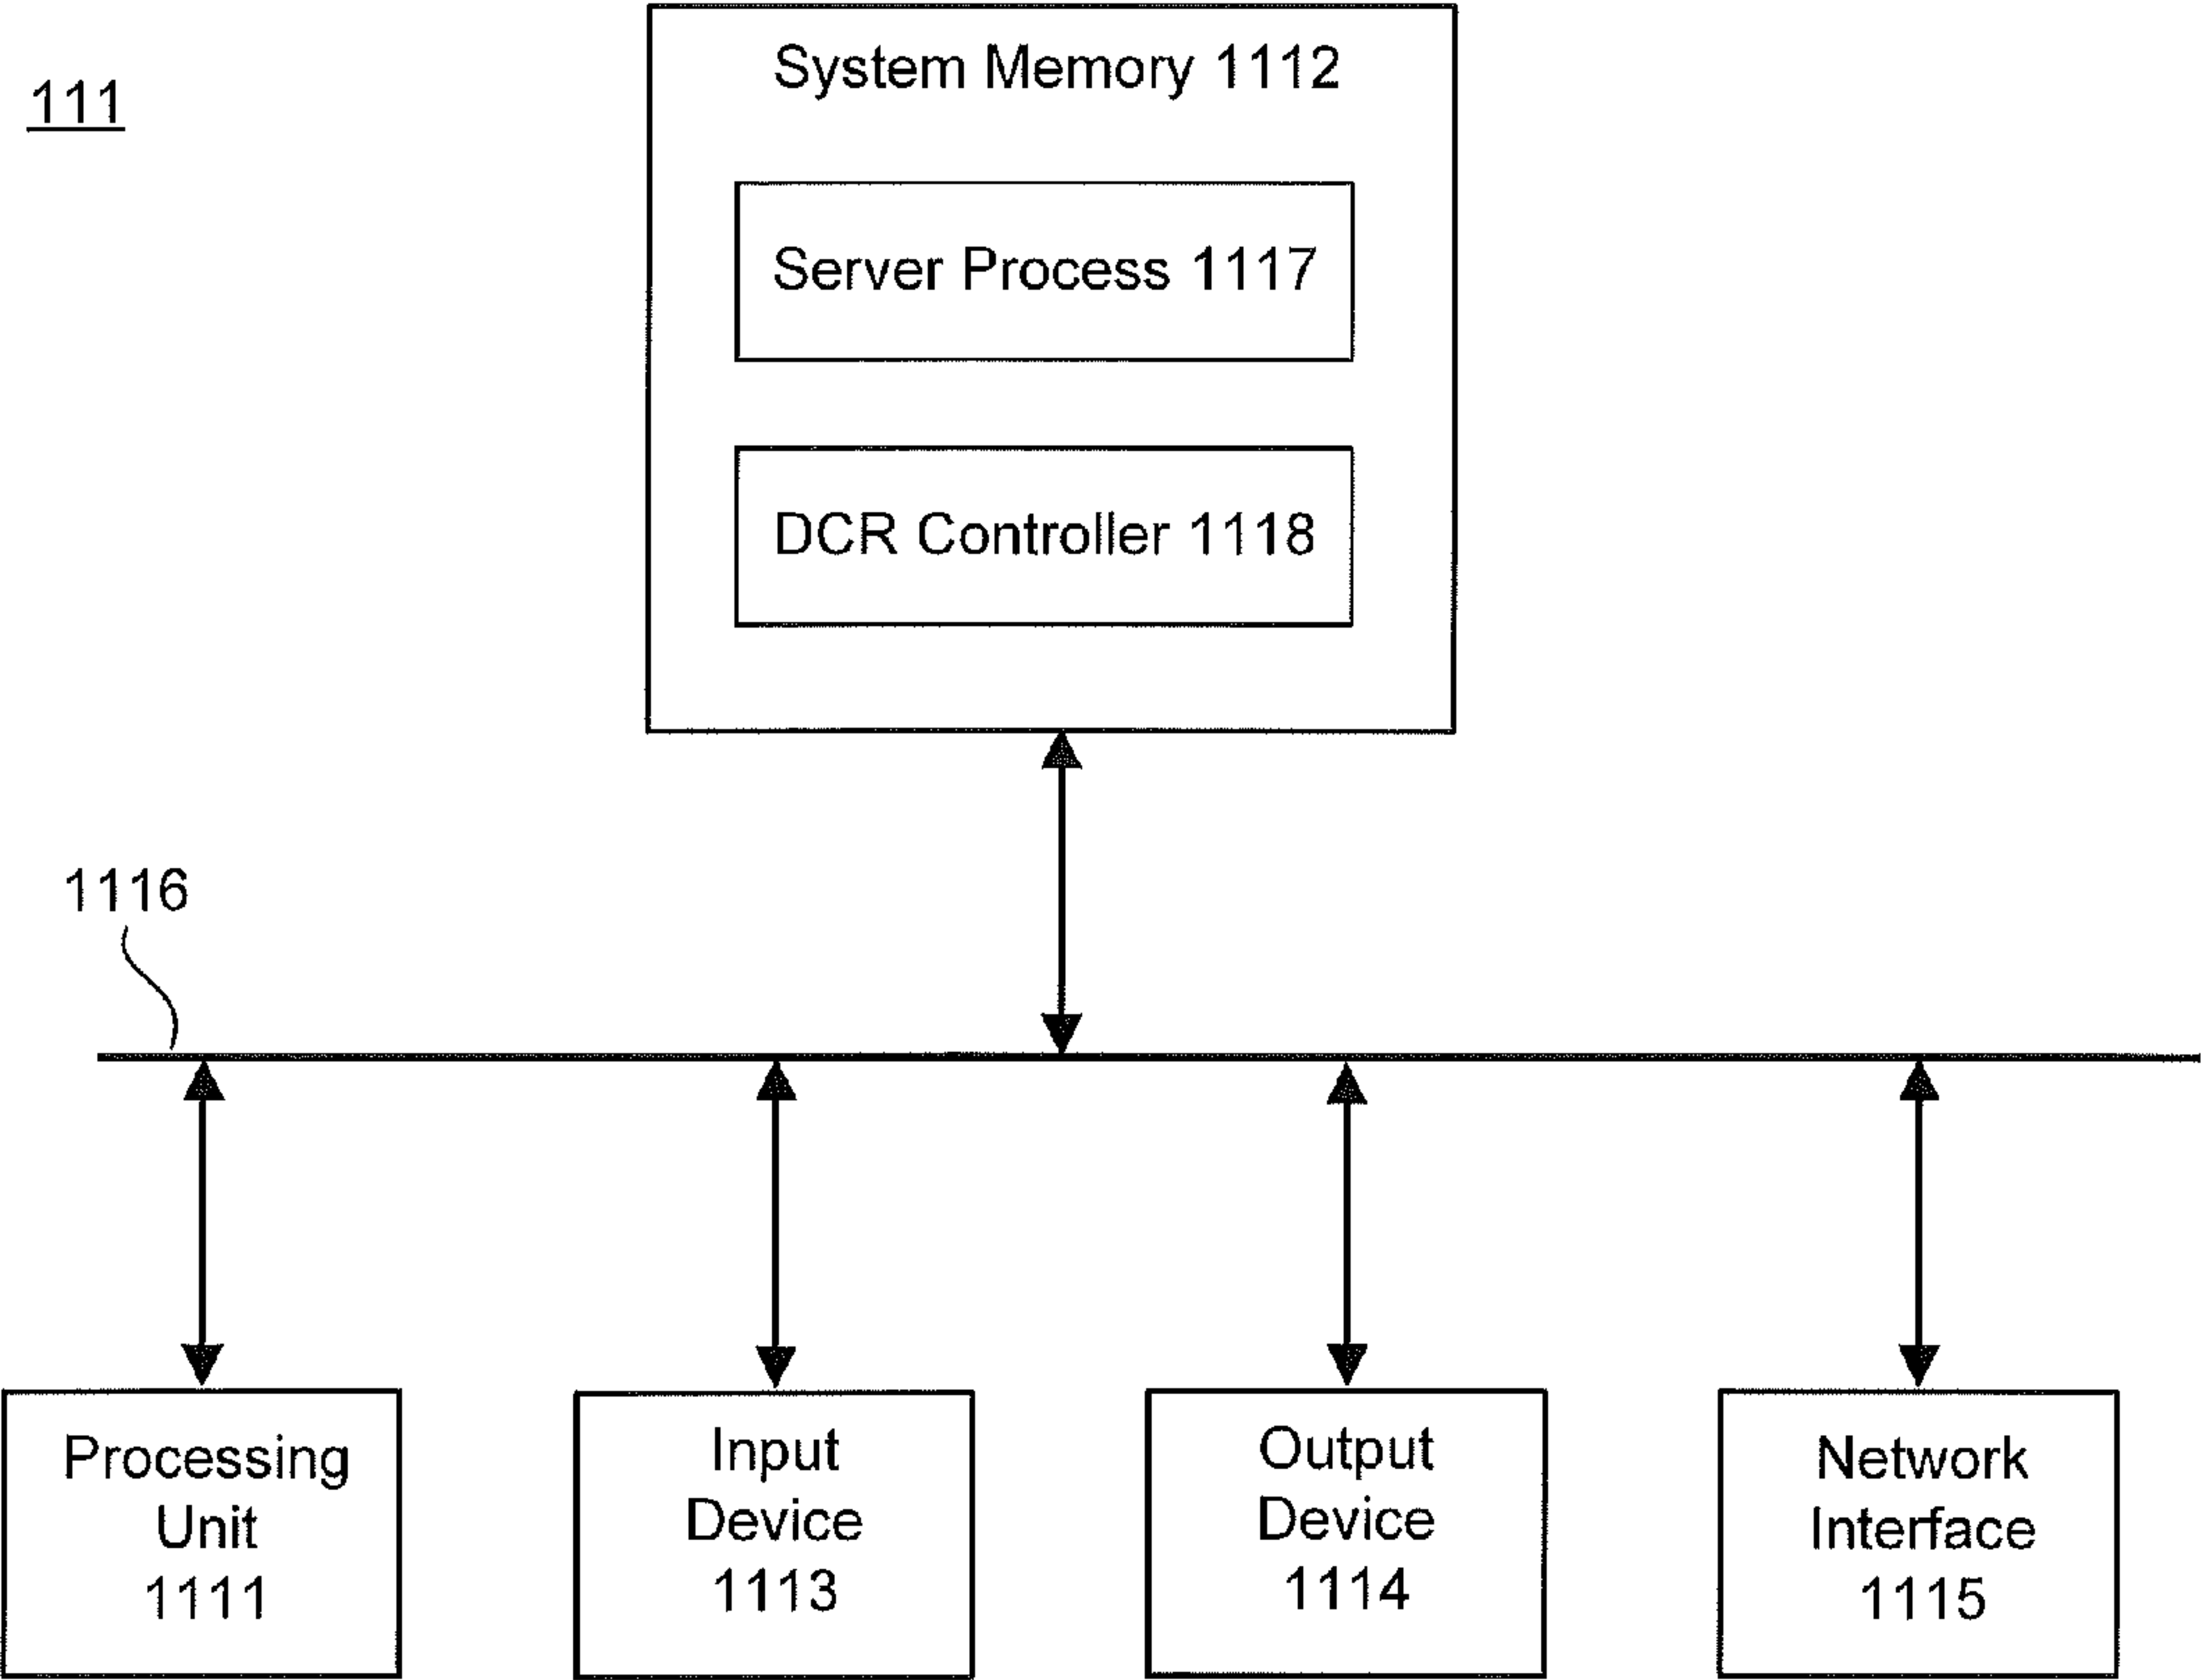 111
System Memory 1112
Server Process 1117
DCR Controller 1118
1116
Processing
Unit
1111
Input
Device
1113
Output
Device
1114
Network
Interface
1115